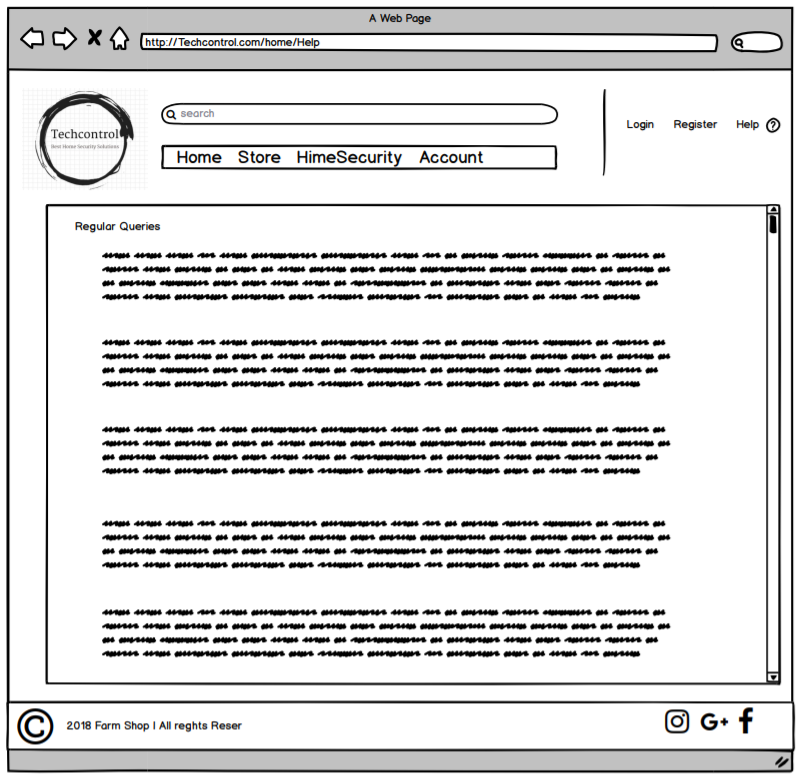 A Web Page
http://Techcontrol.com/home/Help
Techcontrol
Best Home Security Solutions
search
Login Register Help ?
Home Store HimeSecurity Account
Regular Queries
© 2018 Farm Shop | All reghts Reser
G+ f